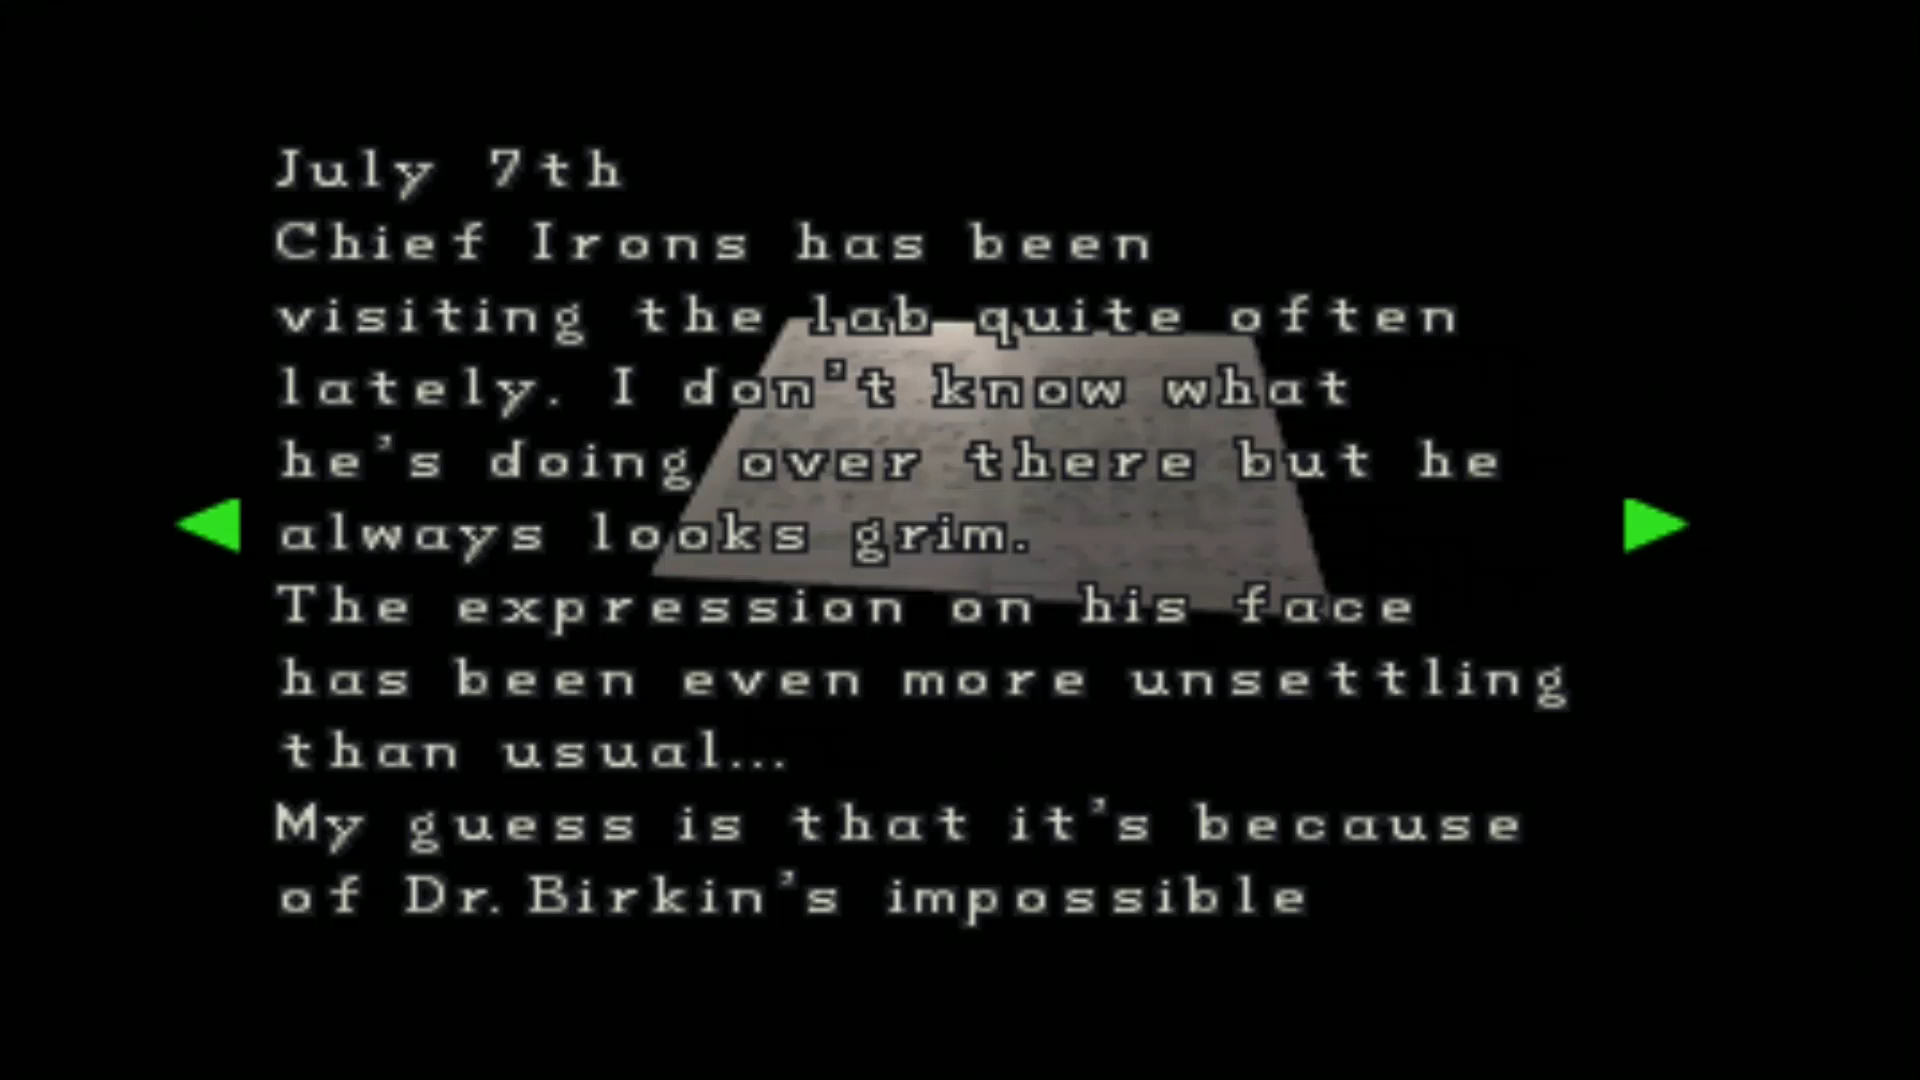 July 7th
Chief Irons has been
visiting the lab quite often
lately. I don't know what
he's doing over there but he
always looks grim.
The expression on his face
has been even more unsettling
than usual...
My guess is that it's because
of Dr. Birkin's impossible